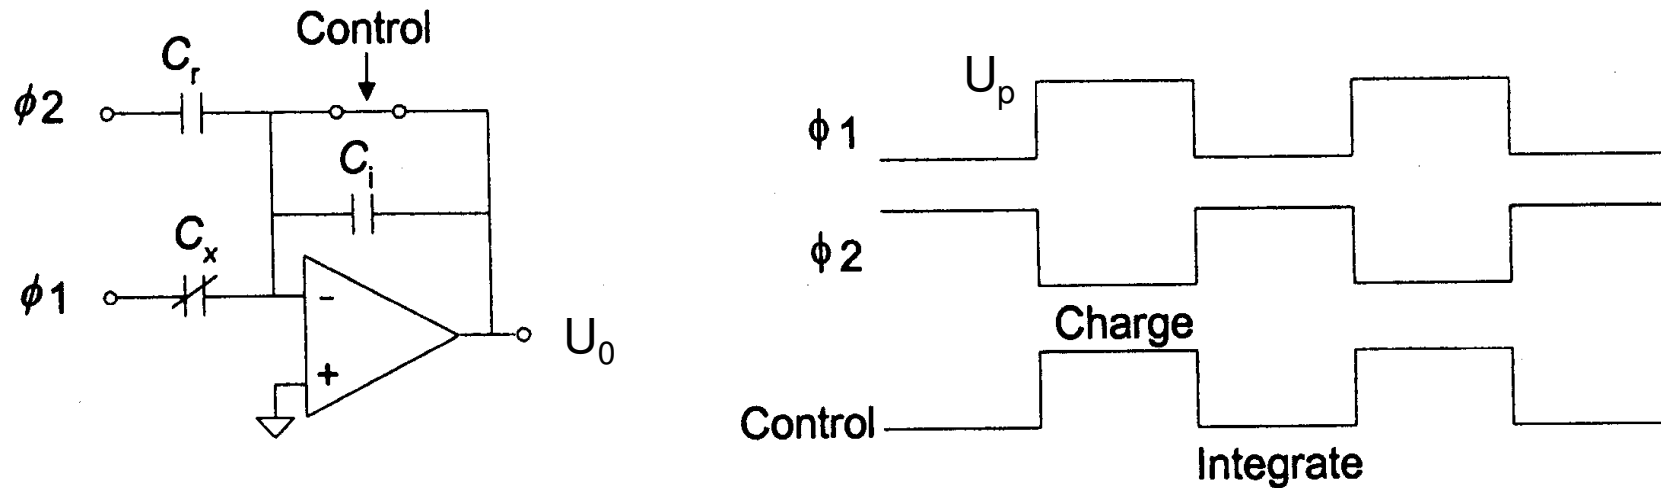 Control
C_r
ϕ2
C_i
C_x
ϕ1
-
+
U_0
U_p
ϕ1
ϕ2
Charge
Control
Integrate